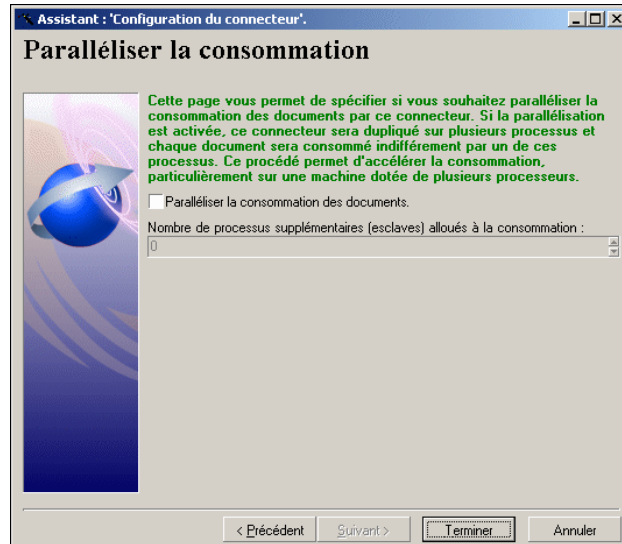 Assistant : 'Configuration du connecteur'.
Paralléliser la consommation
Cette page vous permet de spécifier si vous souhaitez paralléliser la
consommation des documents par ce connecteur. Si la parallélisation
est activée, ce connecteur sera dupliqué sur plusieurs processus et
chaque document sera consommé indifférement par un de ces
processus. Ce procédé permet d'accélérer la consommation,
particulièrement sur une machine dotée de plusieurs processeurs.
Paralléliser la consommation des documents.
Nombre de processus supplémentaires (esclaves) alloués à la consommation :
0
< Précédent Suivant > Terminer Annuler